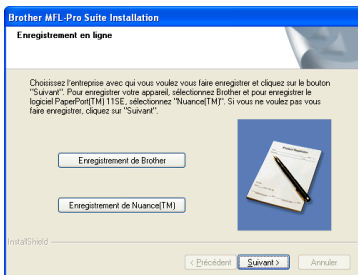 Brother MFL-Pro Suite Installation
Enregistrement en ligne
Choisissez l'entreprise avec qui vous voulez vous faire enregistrer et cliquez sur le bouton
"Suivant". Pour enregistrer votre appareil, sélectionnez Brother et pour enregistrer le
logiciel PaperPort(TM) 11SE, sélectionnez "Nuance(TM)". Si vous ne voulez pas vous
faire enregistrer, cliquez sur "Suivant".
Product Registration
Enregistrement de Brother
Enregistrement de Nuance(TM)
InstallShield
< Précédent
Suivant >
Annuler